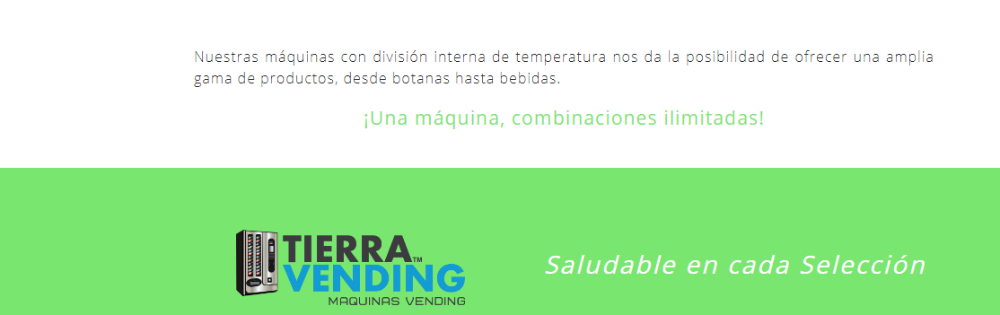 Nuestras máquinas con división interna de temperatura nos da la posibilidad de ofrecer una amplia
gama de productos, desde botanas hasta bebidas.
¡Una máquina, combinaciones ilimitadas!
TIERRA™
VENDING
MAQUINAS VENDING
Saludable en cada Selección